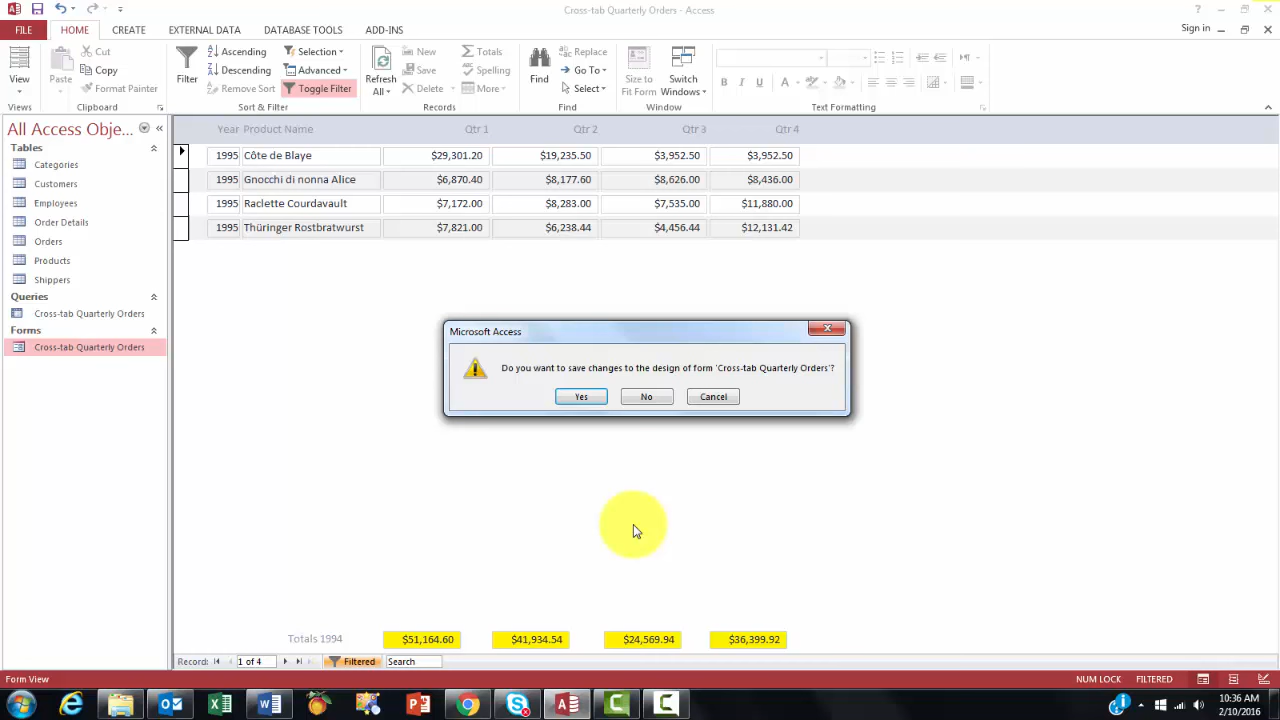 Cross-tab Quarterly Orders - Access
FILE HOME CREATE EXTERNAL DATA DATABASE TOOLS ADD-INS Sign in
View
Views
Paste
Cut
Copy
Format Painter
Clipboard
Filter
Ascending
Descending
Remove Sort
Selection
Advanced
Toggle Filter
Sort & Filter
Refresh
All
New
Save
Delete
Totals
Spelling
More
Records
Find
Replace
Go To
Select
Find
Size to
Fit Form
Switch
Windows
Window
B I U
Text Formatting
All Access Obje...
Tables
Categories
Customers
Employees
Order Details
Orders
Products
Shippers
Queries
Cross-tab Quarterly Orders
Forms
Cross-tab Quarterly Orders
Year Product Name Qtr 1 Qtr 2 Qtr 3 Qtr 4
1995 Côte de Blaye $29,301.20 $19,235.50 $3,952.50 $3,952.50
1995 Gnocchi di nonna Alice $6,870.40 $8,177.60 $8,626.00 $8,436.00
1995 Raclette Courdavault $7,172.00 $8,283.00 $7,535.00 $11,880.00
1995 Thüringer Rostbratwurst $7,821.00 $6,238.44 $4,456.44 $12,131.42
Microsoft Access
Do you want to save changes to the design of form 'Cross-tab Quarterly Orders'?
Yes No Cancel
Totals 1994 $51,164.60 $41,934.54 $24,569.94 $36,399.92
Record: 1 of 4 Filtered Search
Form View NUM LOCK FILTERED
10:36 AM
2/10/2016